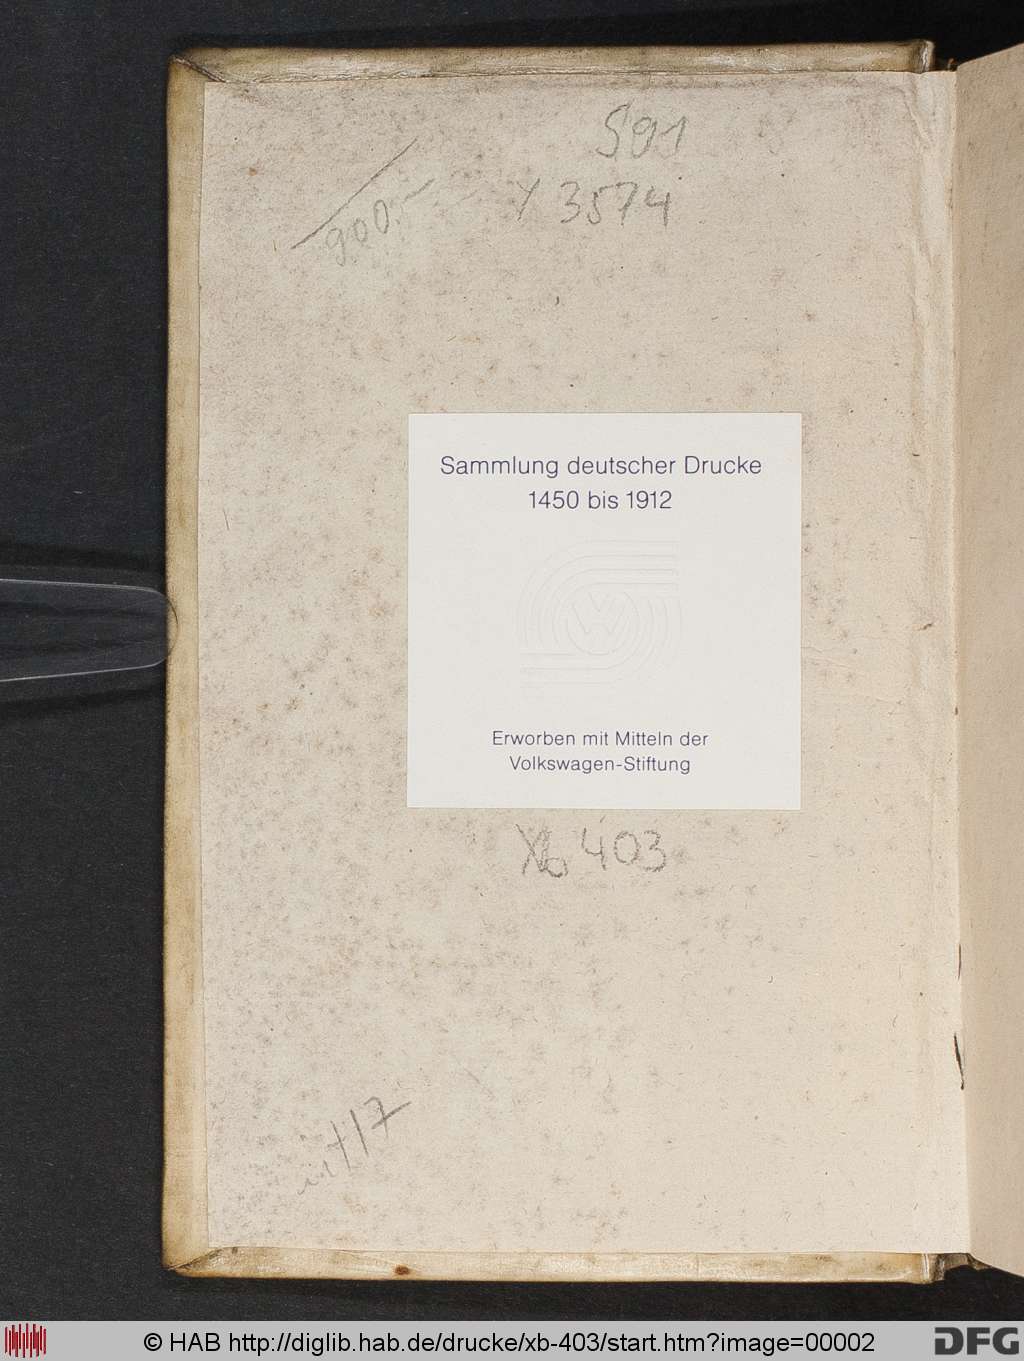 S91
Y 3574
900,-
Sammlung deutscher Drucke
1450 bis 1912
Erworben mit Mitteln der
Volkswagen-Stiftung
Xb 403
© HAB http://diglib.hab.de/drucke/xb-403/start.htm?image=00002
DFG